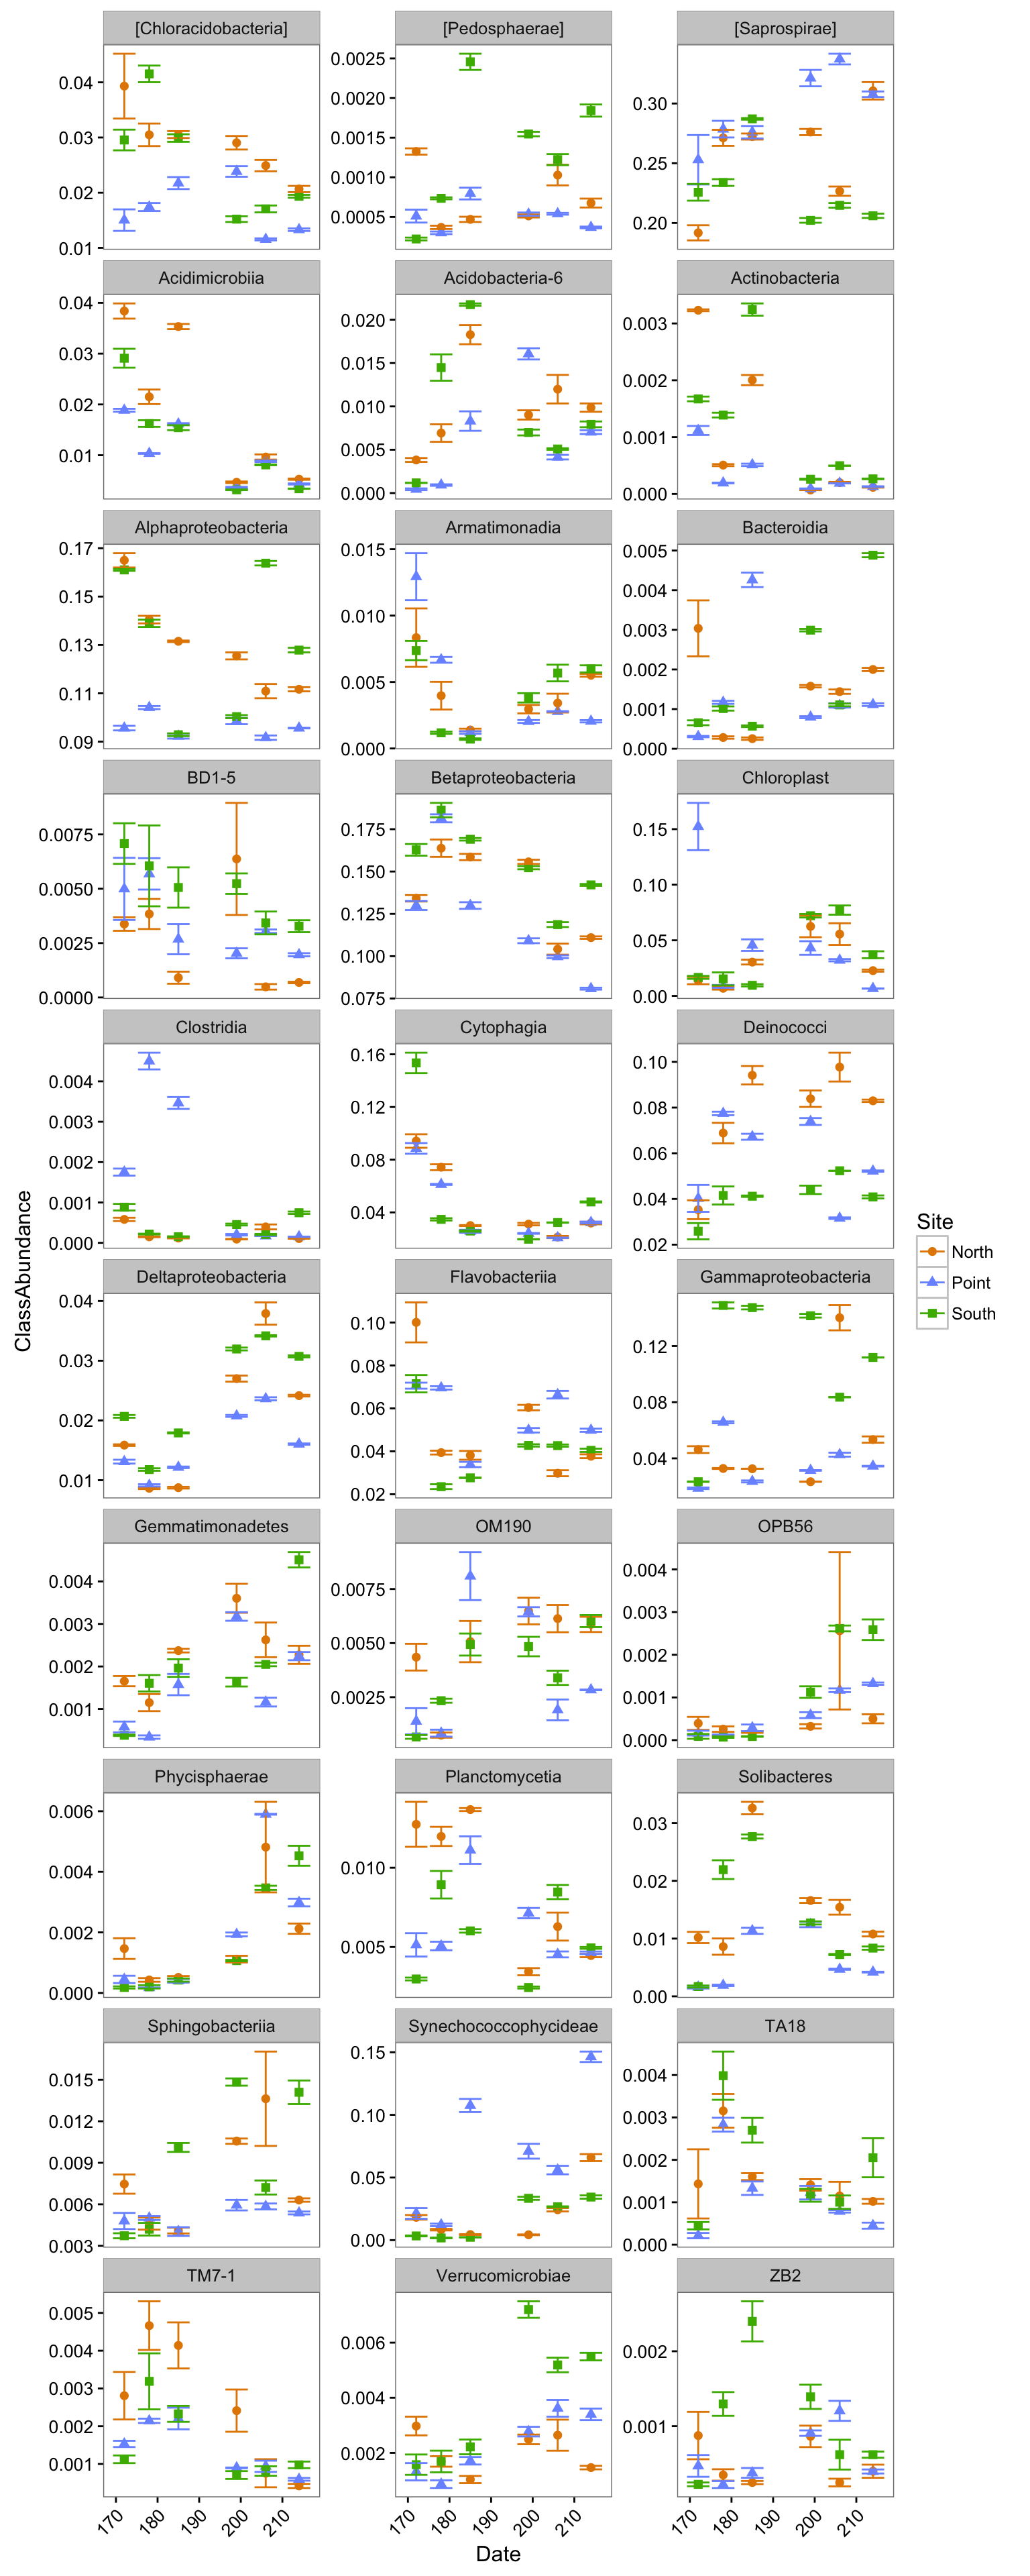 [Chloracidobacteria] [Pedosphaerae] [Saprospirae]
0.04 0.03 0.02 0.01
0.0025 0.0020 0.0015 0.0010 0.0005
0.30 0.25 0.20
Acidimicrobiia Acidobacteria-6 Actinobacteria
0.04 0.03 0.02 0.01
0.020 0.015 0.010 0.005 0.000
0.003 0.002 0.001 0.000
Alphaproteobacteria Armatimonadia Bacteroidia
0.17 0.15 0.13 0.11 0.09
0.015 0.010 0.005 0.000
0.005 0.004 0.003 0.002 0.001 0.000
BD1-5 Betaproteobacteria Chloroplast
0.0075 0.0050 0.0025 0.0000
0.175 0.150 0.125 0.100 0.075
0.15 0.10 0.05 0.00
Clostridia Cytophagia Deinococci
0.004 0.003 0.002 0.001 0.000
0.16 0.12 0.08 0.04
0.10 0.08 0.06 0.04 0.02
ClassAbundance
Site
North
Point
South
Deltaproteobacteria Flavobacteriia Gammaproteobacteria
0.04 0.03 0.02 0.01
0.10 0.08 0.06 0.04 0.02
0.12 0.08 0.04
Gemmatimonadetes OM190 OPB56
0.004 0.003 0.002 0.001
0.0075 0.0050 0.0025
0.004 0.003 0.002 0.001 0.000
Phycisphaerae Planctomycetia Solibacteres
0.006 0.004 0.002 0.000
0.010 0.005
0.03 0.02 0.01 0.00
Sphingobacteriia Synechococcophycideae TA18
0.015 0.012 0.009 0.006 0.003
0.15 0.10 0.05 0.00
0.004 0.003 0.002 0.001 0.000
TM7-1 Verrucomicrobiae ZB2
0.005 0.004 0.003 0.002 0.001
0.006 0.004 0.002
0.002 0.001
170 180 190 200 210 170 180 190 200 210 170 180 190 200 210
Date